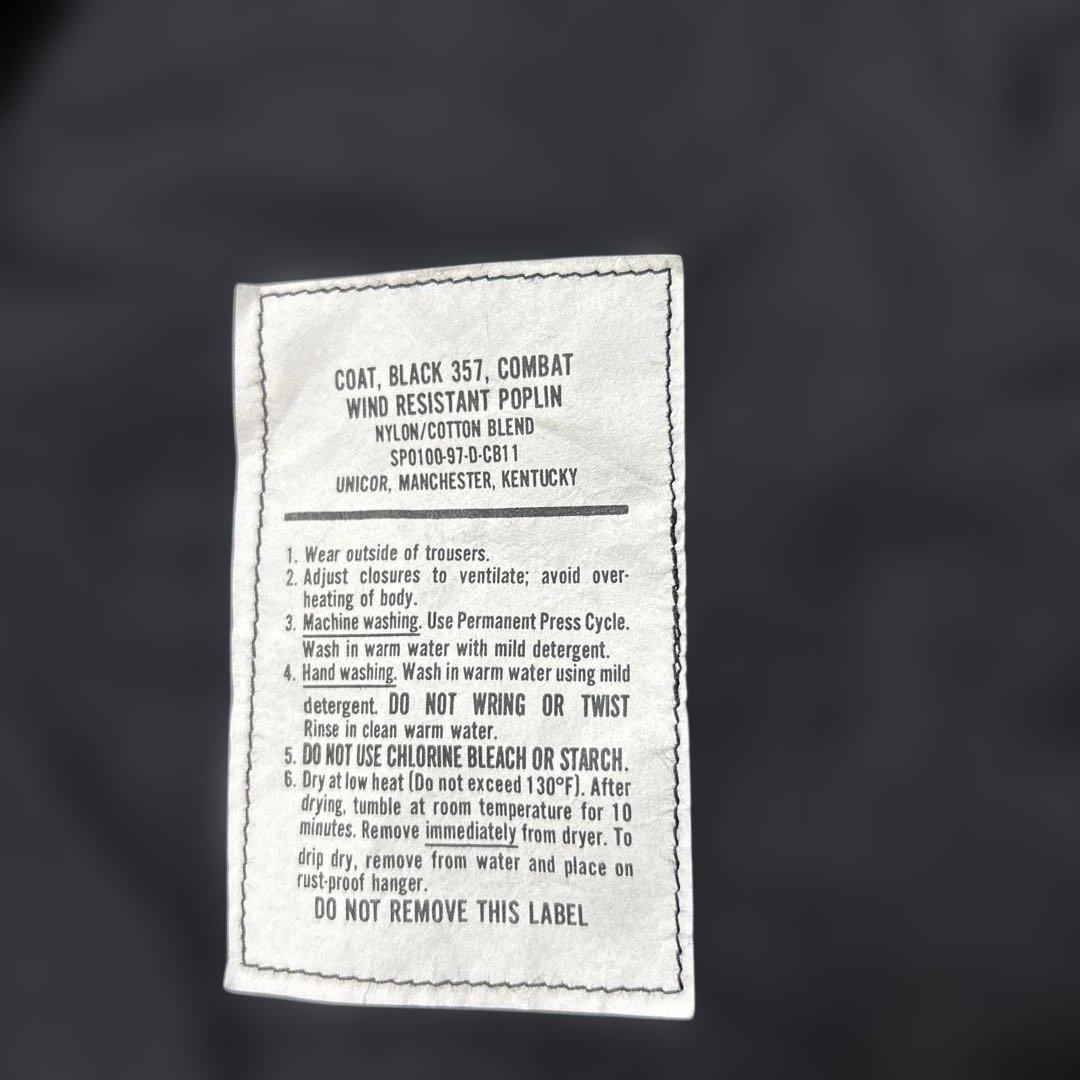 COAT, BLACK 357, COMBAT
WIND RESISTANT POPLIN
NYLON/COTTON BLEND
SPO100-97-D-CB11
UNICOR, MANCHESTER, KENTUCKY
1. Wear outside of trousers.
2. Adjust closures to ventilate; avoid over-
heating of body.
3. Machine washing. Use Permanent Press Cycle.
Wash in warm water with mild detergent.
4. Hand washing. Wash in warm water using mild
detergent. DO NOT WRING OR TWIST
Rinse in clean warm water.
5. DO NOT USE CHLORINE BLEACH OR STARCH.
6. Dry at low heat (Do not exceed 130°F). After
drying, tumble at room temperature for 10
minutes. Remove immediately from dryer. To
drip dry, remove from water and place on
rust-proof hanger.
DO NOT REMOVE THIS LABEL